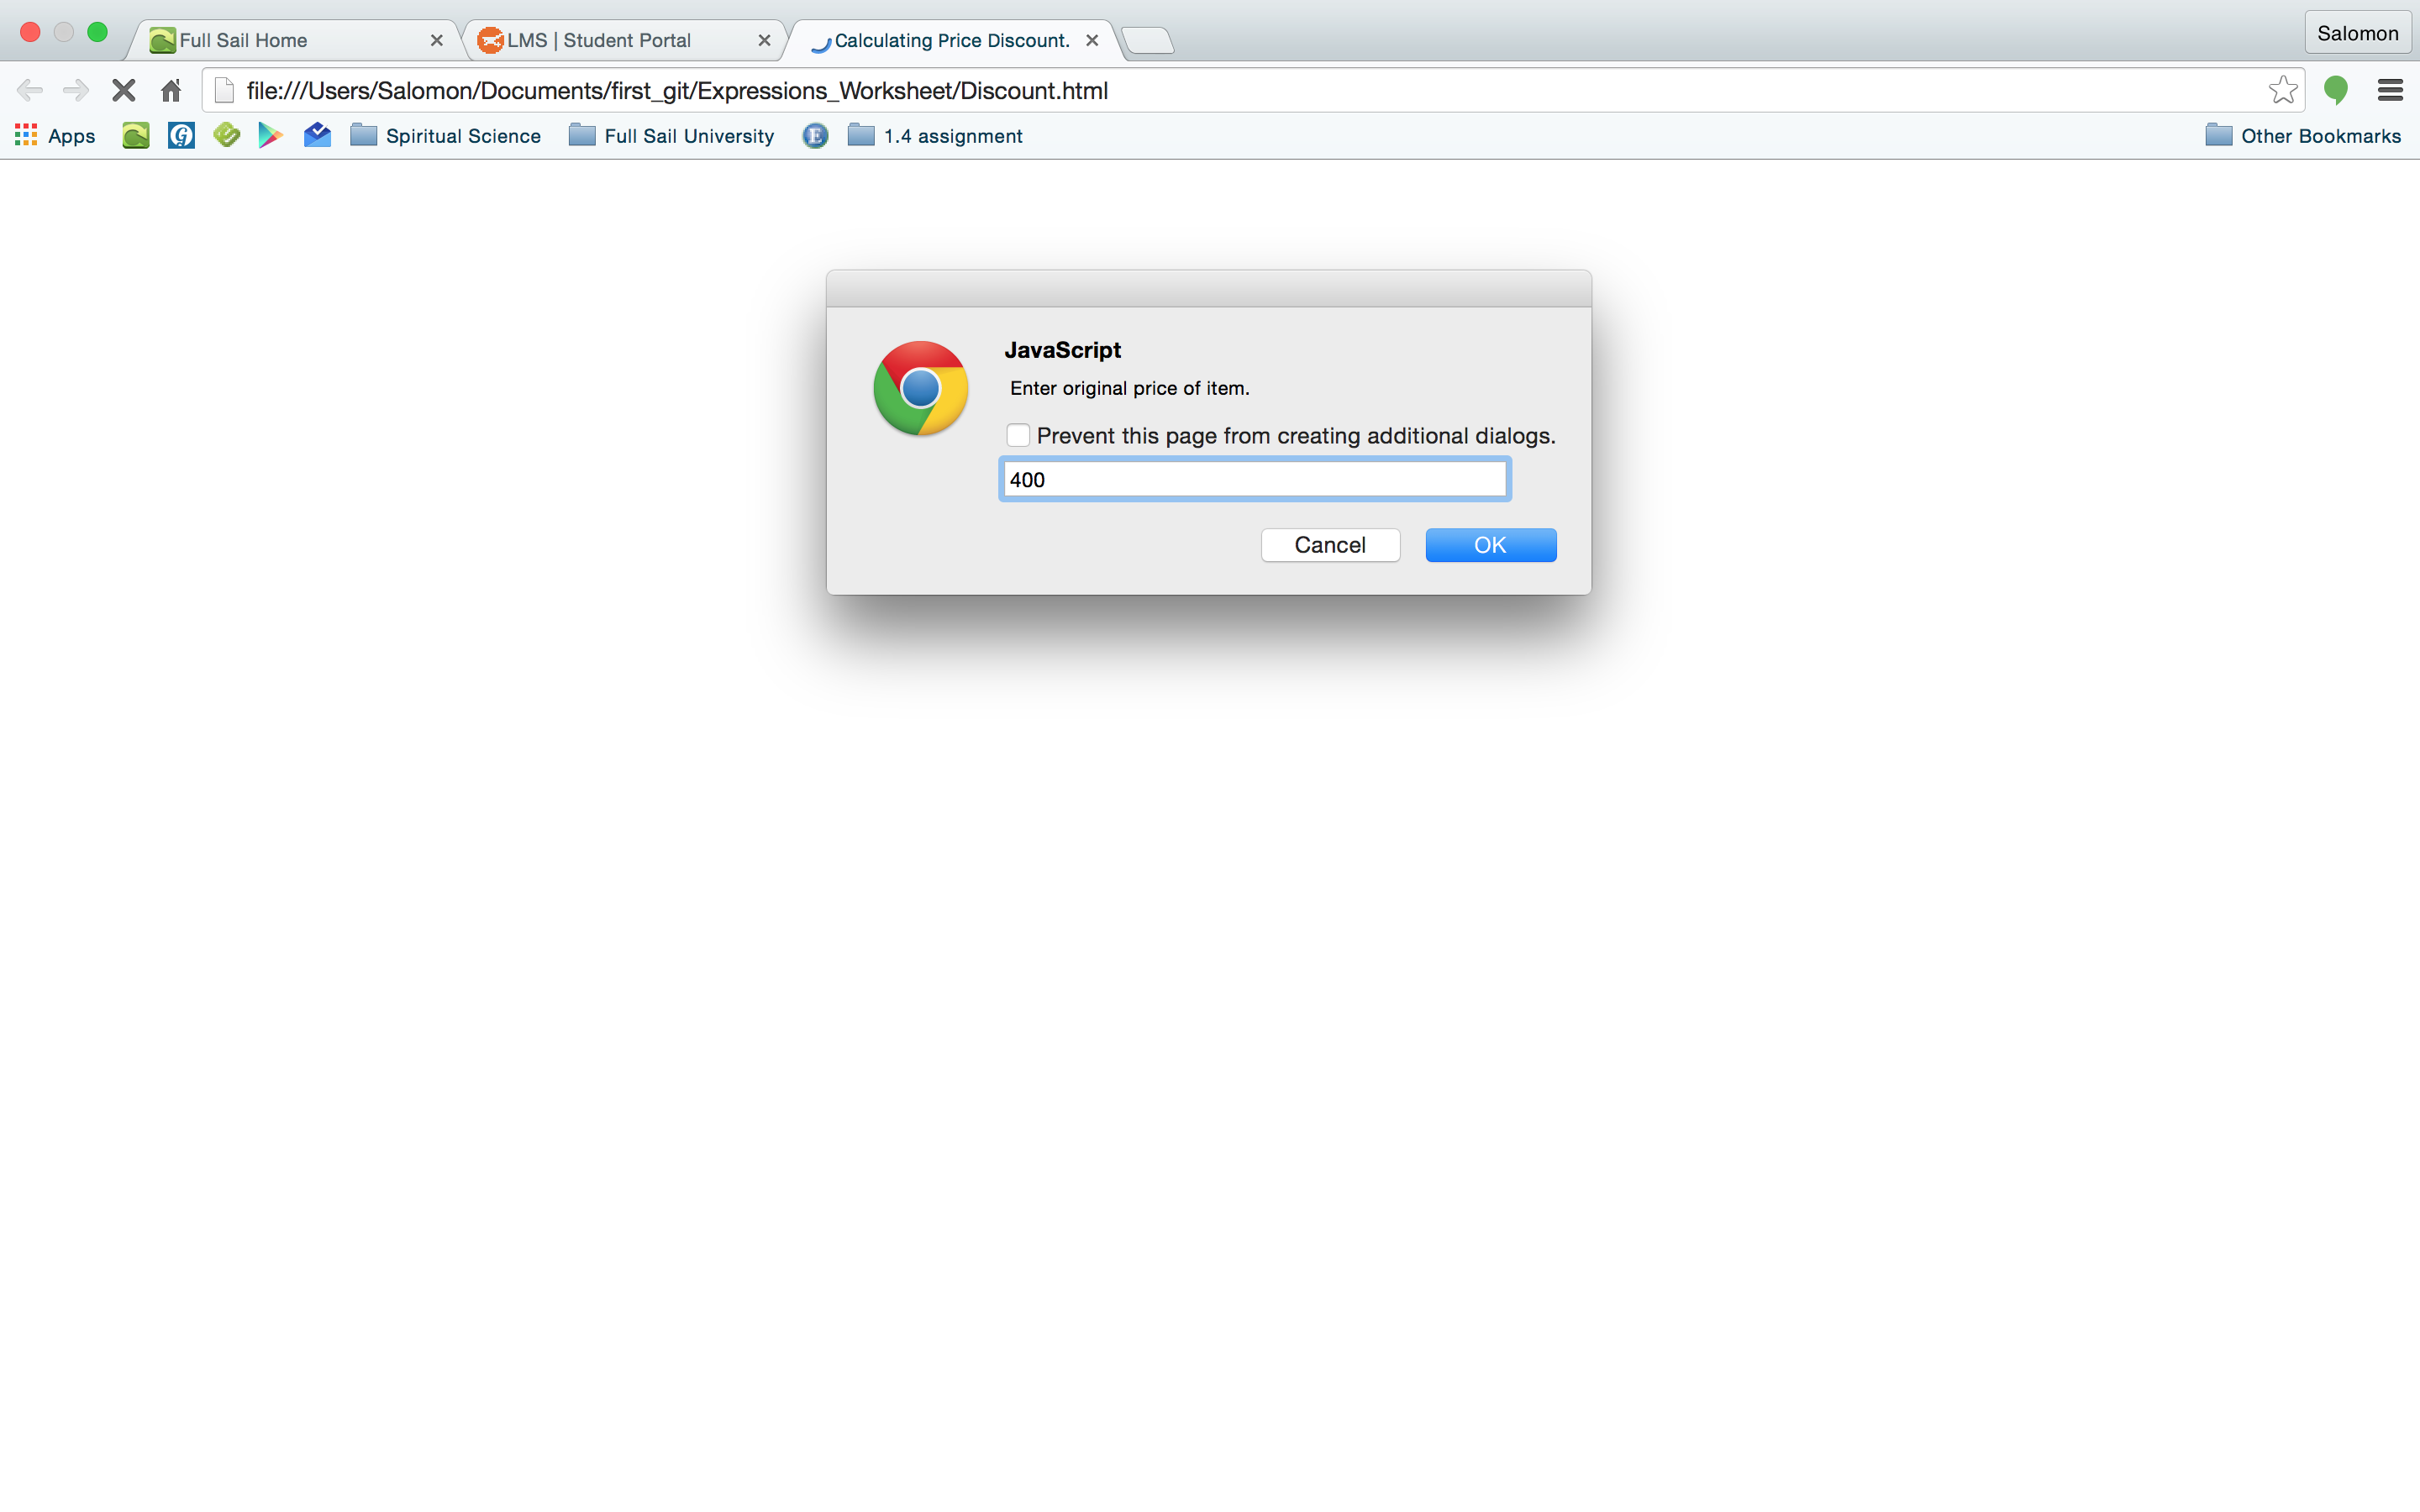 Full Sail Home
LMS | Student Portal
Calculating Price Discount.
Salomon
file:///Users/Salomon/Documents/first_git/Expressions_Worksheet/Discount.html
Apps
G
Spiritual Science
Full Sail University
E
1.4 assignment
Other Bookmarks
JavaScript
Enter original price of item.
Prevent this page from creating additional dialogs.
400
Cancel
OK